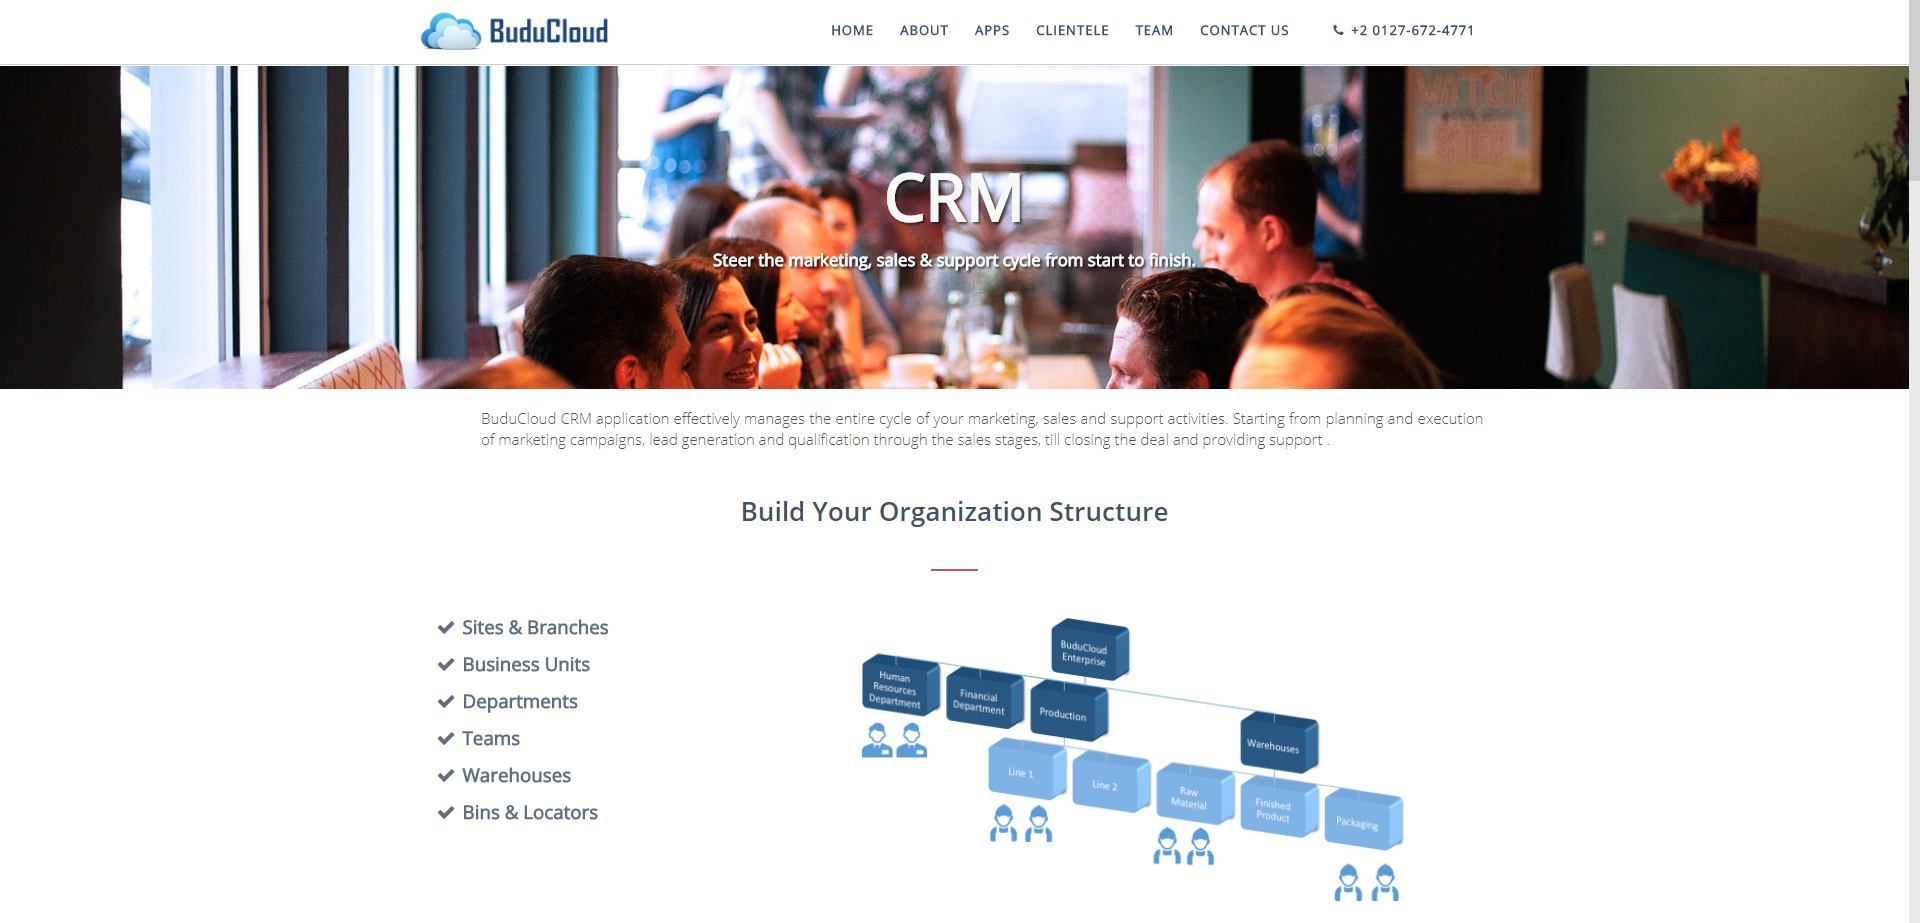 BuduCloud
HOME ABOUT APPS CLIENTELE TEAM CONTACT US +2 0127-672-4771
WATCH
STEP
CRM
Steer the marketing, sales & support cycle from start to finish.
BuduCloud CRM application effectively manages the entire cycle of your marketing, sales and support activities. Starting from planning and execution
of marketing campaigns, lead generation and qualification through the sales stages, till closing the deal and providing support .
Build Your Organization Structure
Sites & Branches
Business Units
Departments
Teams
Warehouses
Bins & Locators
BuduCloud
Enterprise
Human
Resources
Department
Financial
Department
Production
Warehouses
Line 1
Line 2
Raw
Material
Finished
Product
Packaging